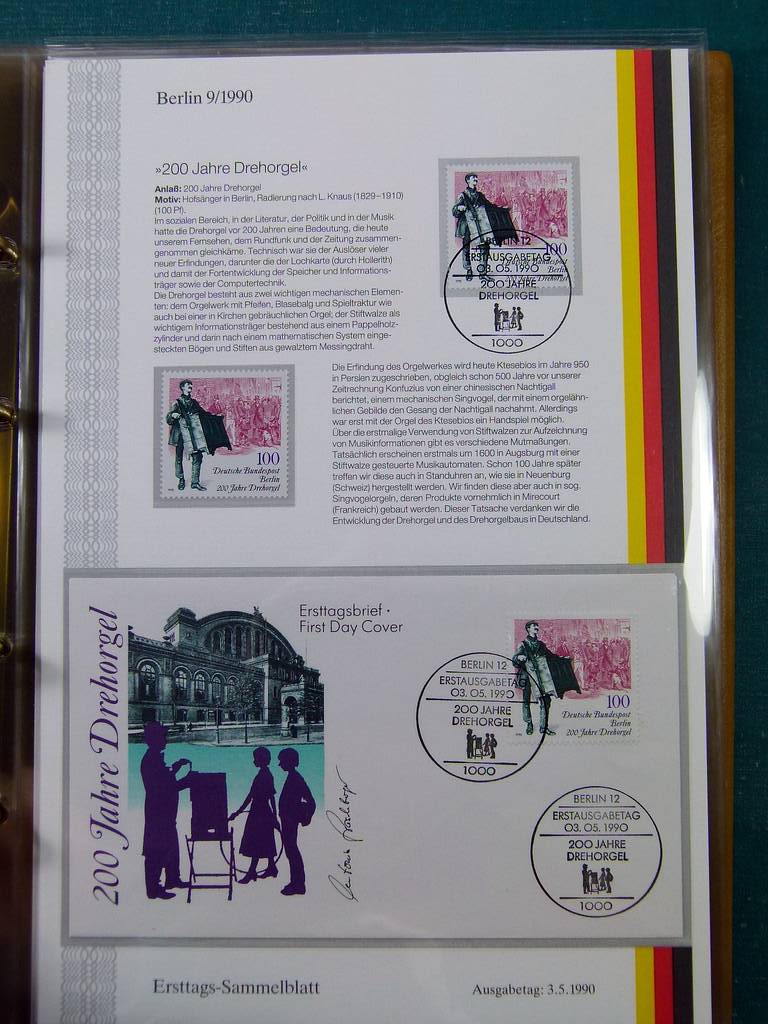 Berlin 9/1990
»200 Jahre Drehorgel«
Anlaß: 200 Jahre Drehorgel
Motiv: Hofsänger in Berlin, Radierung nach L. Knaus (1829–1910)
(100 Pf).
Im sozialen Bereich, in der Literatur, der Politik und in der Musik
hatte die Drehorgel vor 200 Jahren eine Bedeutung, die heute
unserem Fernsehen, dem Rundfunk und der Zeitung zusammen-
genommen gleichkäme. Technisch war sie der Auslöser vieler
neuer Erfindungen, darunter die der Lochkarte (durch Hollerith)
und damit der Fortentwicklung der Speicher und Informations-
träger sowie der Computertechnik.
Die Drehorgel besteht aus zwei wichtigen mechanischen Elemen-
ten: dem Orgelwerk mit Pfeifen, Blasebalg und Spieltraktur wie
auch bei einer in Kirchen gebräuchlichen Orgel; der Stiftwalze als
wichtigem Informationsträger bestehend aus einem Pappelholz-
zylinder und darin nach einem mathematischen System einge-
steckten Bögen und Stiften aus gewalztem Messingdraht.
100
Deutsche Bundespost
Berlin
200 Jahre Drehorgel
BERLIN 12
ERSTAUSGABETAG
03. 05. 1990
200 JAHRE
DREHORGEL
1000
100
Deutsche Bundespost
Berlin
200 Jahre Drehorgel
Die Erfindung des Orgelwerkes wird heute Ktesebios im Jahre 950
in Persien zugeschrieben, obgleich schon 500 Jahre vor unserer
Zeitrechnung Konfuzius von einer chinesischen Nachtigall
berichtet, einem mechanischen Singvogel, der mit einem orgelähn-
lichen Gebilde den Gesang der Nachtigall nachahmt. Allerdings
war erst mit der Orgel des Ktesebios ein Handspiel möglich.
Über die erstmalige Verwendung von Stiftwalzen zur Aufzeichnung
von Musikinformationen gibt es verschiedene Mutmaßungen.
Tatsächlich erscheinen erstmals um 1600 in Augsburg mit einer
Stiftwalze gesteuerte Musikautomaten. Schon 100 Jahre später
treffen wir diese auch in Standuhren an, wie sie in Neuenburg
(Schweiz) hergestellt werden. Wir finden diese aber auch in sog.
Singvogelorgeln, deren Produkte vornehmlich in Mirecourt
(Frankreich) gebaut werden. Dieser Tatsache verdanken wir die
Entwicklung der Drehorgel und des Drehorgelbaus in Deutschland.
200 Jahre Drehorgel
Ersttagsbrief ·
First Day Cover
BERLIN 12
ERSTAUSGABETAG
03. 05. 1990
200 JAHRE
DREHORGEL
1000
100
Deutsche Bundespost
Berlin
200 Jahre Drehorgel
BERLIN 12
ERSTAUSGABETAG
03. 05. 1990
200 JAHRE
DREHORGEL
1000
Ersttags-Sammelblatt
Ausgabetag: 3.5.1990